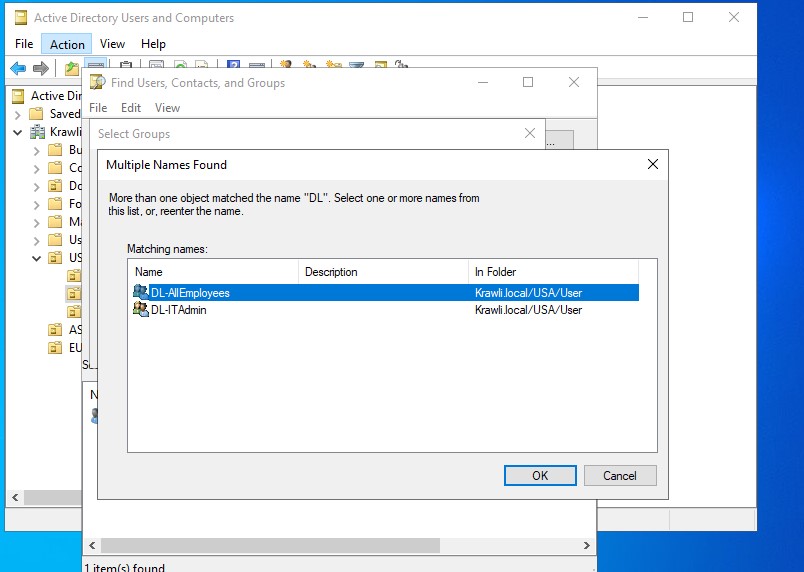 Active Directory Users and Computers
File Action View Help
Find Users, Contacts, and Groups
File Edit View
Select Groups
...
Multiple Names Found
More than one object matched the name "DL". Select one or more names from
this list, or, reenter the name.
Matching names:
Name Description In Folder
DL-AllEmployees Krawli.local/USA/User
DL-ITAdmin Krawli.local/USA/User
OK Cancel
Active Dir
Saved
Krawli
Bu
Co
Do
Fo
Ma
Us
US
AS
EU
1 item(s) found